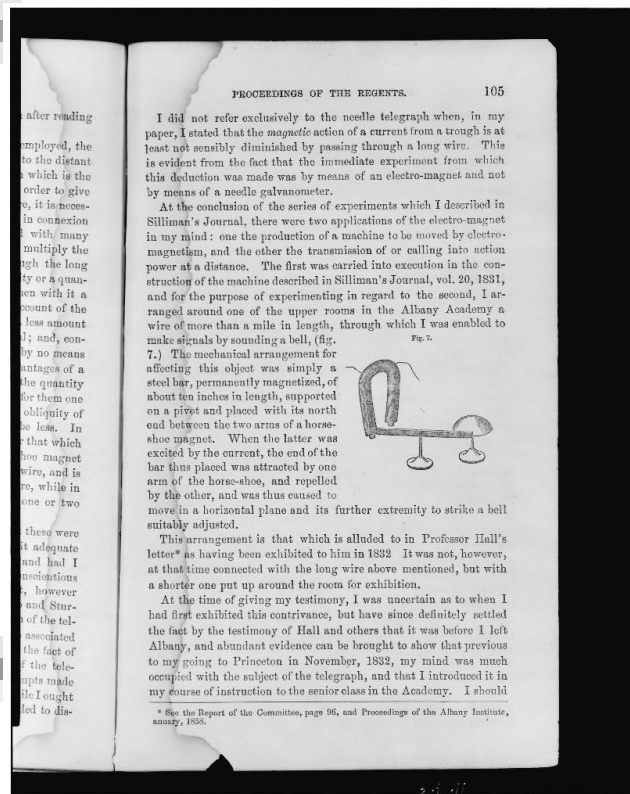 after reading
employed, the
to the distant
which is the
order to give
it is neces-
in connexion
with many
multiply the
the long
or a quan-
with it a
account of the
less amount
and, con-
by no means
advantages of a
the quantity
for them one
obliquity of
be less. In
that which
magnet
wire, and is
while in
one or two
these were
it adequate
and had I
however
and Stur-
of the tel-
associated
the fact of
the tele-
made
I ought
to dis-
PROCEEDINGS OF THE REGENTS. 105
I did not refer exclusively to the needle telegraph when, in my
paper, I stated that the magnetic action of a current from a trough is at
least not sensibly diminished by passing through a long wire. This
is evident from the fact that the immediate experiment from which
this deduction was made was by means of an electro-magnet and not
by means of a needle galvanometer.
At the conclusion of the series of experiments which I described in
Silliman's Journal, there were two applications of the electro-magnet
in my mind: one the production of a machine to be moved by electro-
magnetism, and the other the transmission of or calling into action
power at a distance. The first was carried into execution in the con-
struction of the machine described in Silliman's Journal, vol. 20, 1831,
and for the purpose of experimenting in regard to the second, I ar-
ranged around one of the upper rooms in the Albany Academy a
wire of more than a mile in length, through which I was enabled to
make signals by sounding a bell, (fig.
7.) The mechanical arrangement for
affecting this object was simply a
steel bar, permanently magnetized, of
about ten inches in length, supported
on a pivot and placed with its north
end between the two arms of a horse-
shoe magnet. When the latter was
excited by the current, the end of the
bar thus placed was attracted by one
arm of the horse-shoe, and repelled
by the other, and was thus caused to
Fig. 7.
move in a horizontal plane and its further extremity to strike a bell
suitably adjusted.
This arrangement is that which is alluded to in Professor Hall's
letter* as having been exhibited to him in 1832 It was not, however,
at that time connected with the long wire above mentioned, but with
a shorter one put up around the room for exhibition.
At the time of giving my testimony, I was uncertain as to when I
had first exhibited this contrivance, but have since definitely settled
the fact by the testimony of Hall and others that it was before I left
Albany, and abundant evidence can be brought to show that previous
to my going to Princeton in November, 1832, my mind was much
occupied with the subject of the telegraph, and that I introduced it in
my course of instruction to the senior class in the Academy. I should
* See the Report of the Committee, page 96, and Proceedings of the Albany Institute,
anuary, 1858.